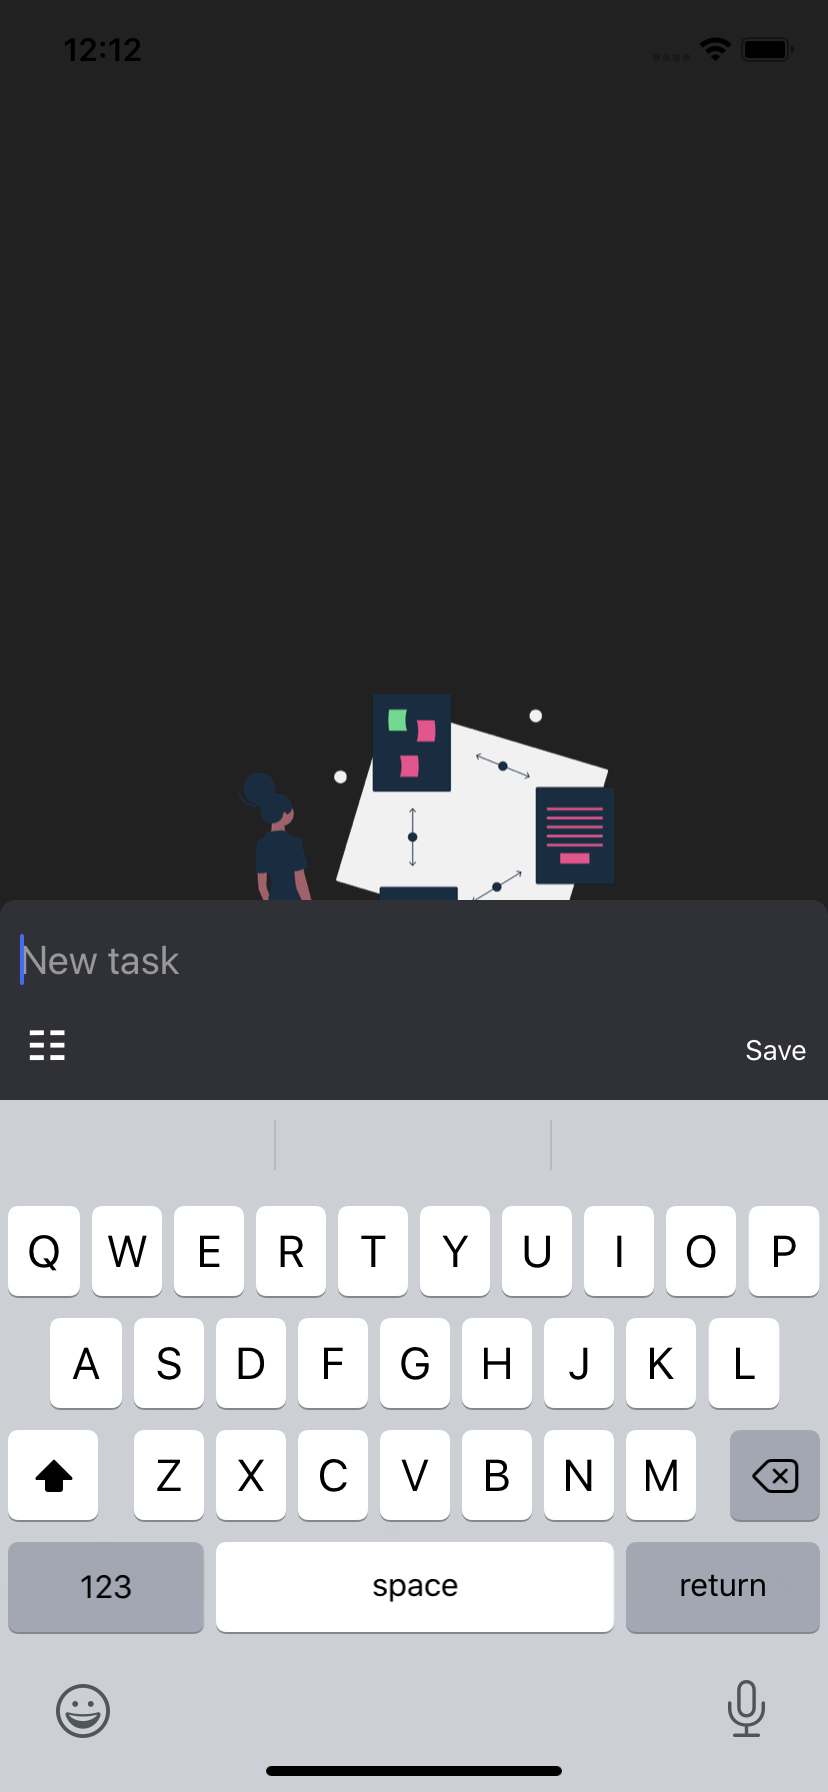 12:12
New task
Save
Q W E R T Y U I O P
A S D F G H J K L
Z X C V B N M
123 space return